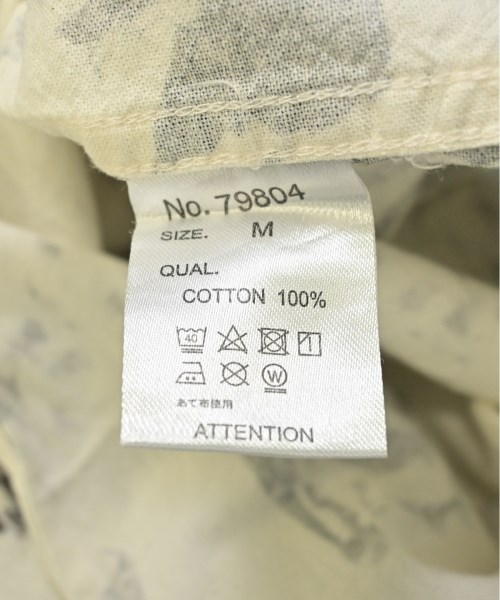 No. 79804
SIZE. M
QUAL.
COTTON 100%
40
W
あて布使用
ATTENTION